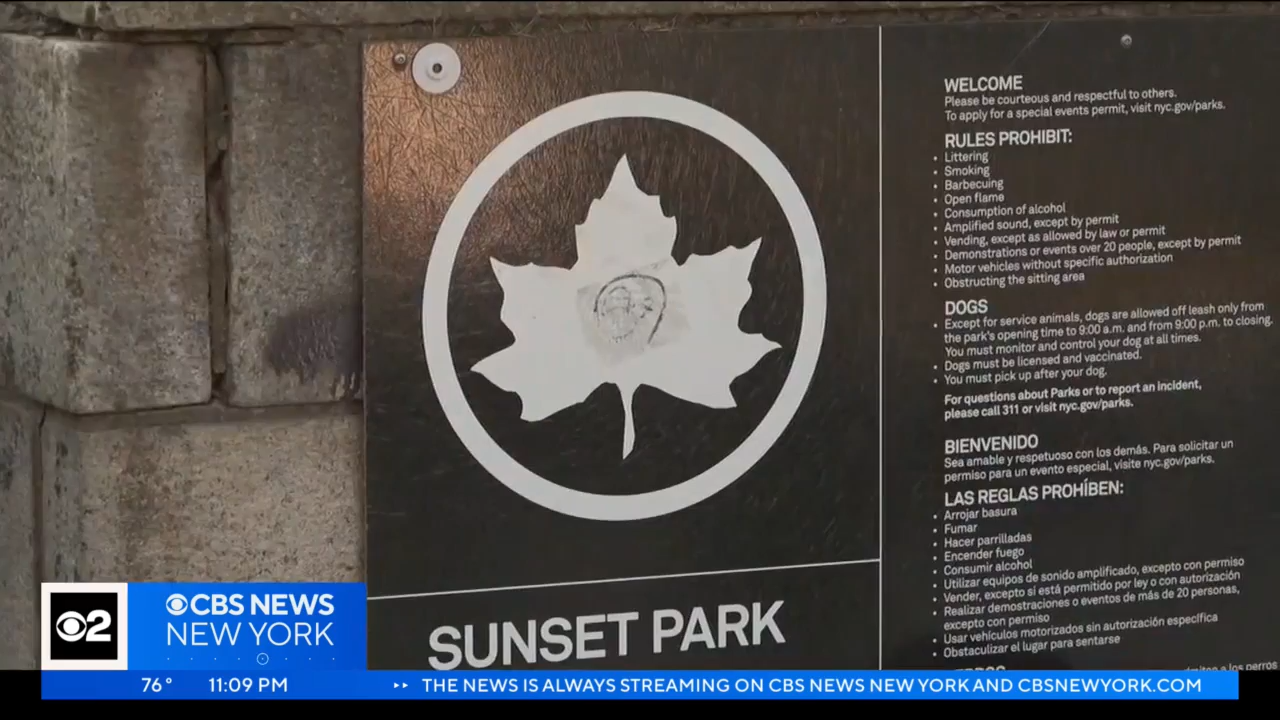 WELCOME
Please be courteous and respectful to others.
To apply for a special events permit, visit nyc.gov/parks.
RULES PROHIBIT:
• Littering
• Smoking
• Barbecuing
• Open flame
• Consumption of alcohol
• Amplified sound, except by permit
• Vending, except as allowed by law or permit
• Demonstrations or events over 20 people, except by permit
• Motor vehicles without specific authorization
• Obstructing the sitting area
DOGS
• Except for service animals, dogs are allowed off leash only from
the park's opening time to 9:00 a.m. and from 9:00 p.m. to closing.
You must monitor and control your dog at all times.
• Dogs must be licensed and vaccinated.
• You must pick up after your dog.
For questions about Parks or to report an incident,
please call 311 or visit nyc.gov/parks.
BIENVENIDO
Sea amable y respetuoso con los demás. Para solicitar un
permiso para un evento especial, visite nyc.gov/parks.
LAS REGLAS PROHÍBEN:
• Arrojar basura
• Fumar
• Hacer parrilladas
• Encender fuego
• Consumir alcohol
• Utilizar equipos de sonido amplificado, excepto con permiso
• Vender, excepto si está permitido por ley o con autorización
• Realizar demostraciones o eventos de más de 20 personas,
excepto con permiso
• Usar vehículos motorizados sin autorización específica
• Obstaculizar el lugar para sentarse
a los perros
SUNSET PARK
2
CBS NEWS
NEW YORK
76° 11:09 PM THE NEWS IS ALWAYS STREAMING ON CBS NEWS NEW YORK AND CBSNEWYORK.COM